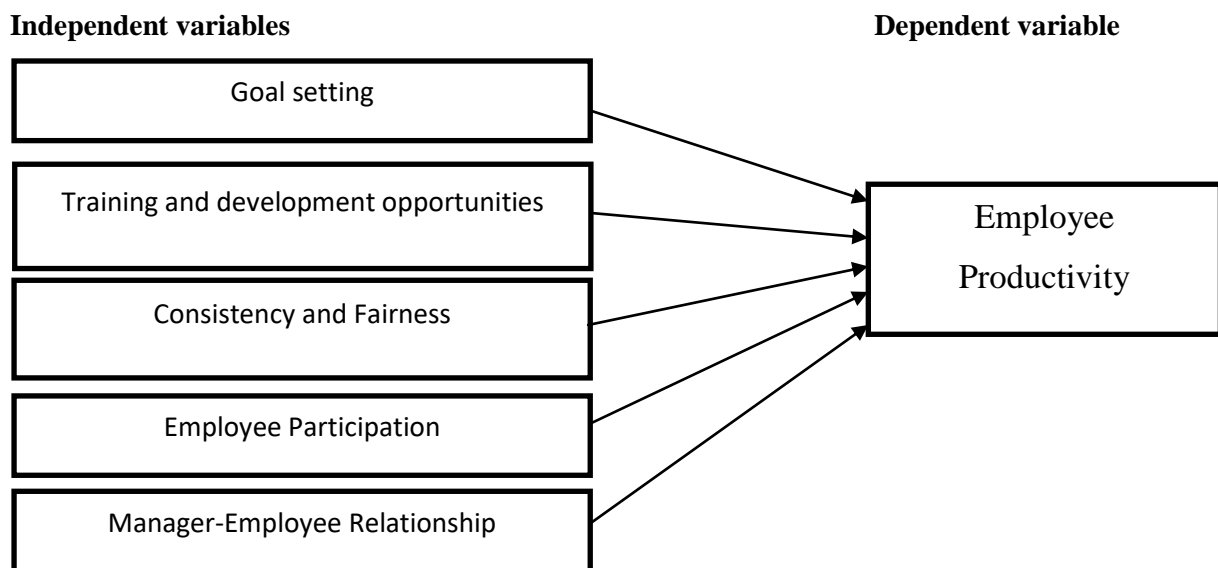 Independent variables
Dependent variable
Goal setting
Training and development opportunities
Consistency and Fairness
Employee Participation
Manager-Employee Relationship
Employee
Productivity